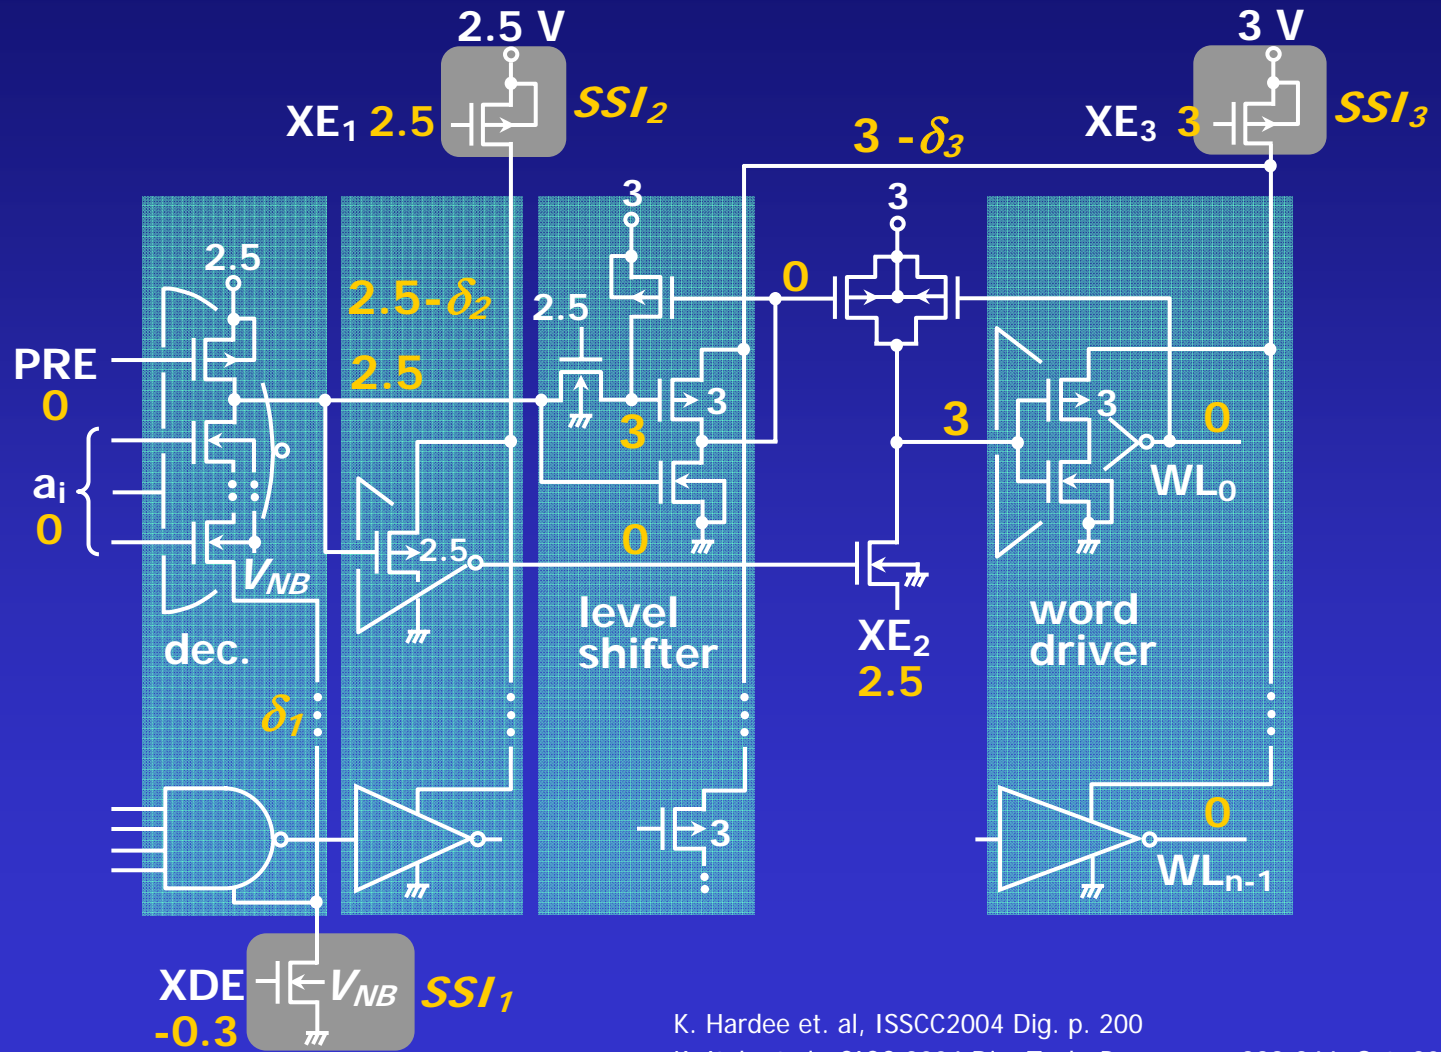 2.5 V
3 V
XE1 2.5
SSI2
XE3 3
SSI3
3 -δ3
3
3
2.5
2.5-δ2
2.5
0
PRE
0
2.5
3
3
3
3
0
ai
0
WL0
2.5
0
VNB
dec.
level
shifter
XE2
2.5
word
driver
δ1
3
0
WLn-1
XDE
-0.3
VNB
SSI1
K. Hardee et. al, ISSCC2004 Dig. p. 200